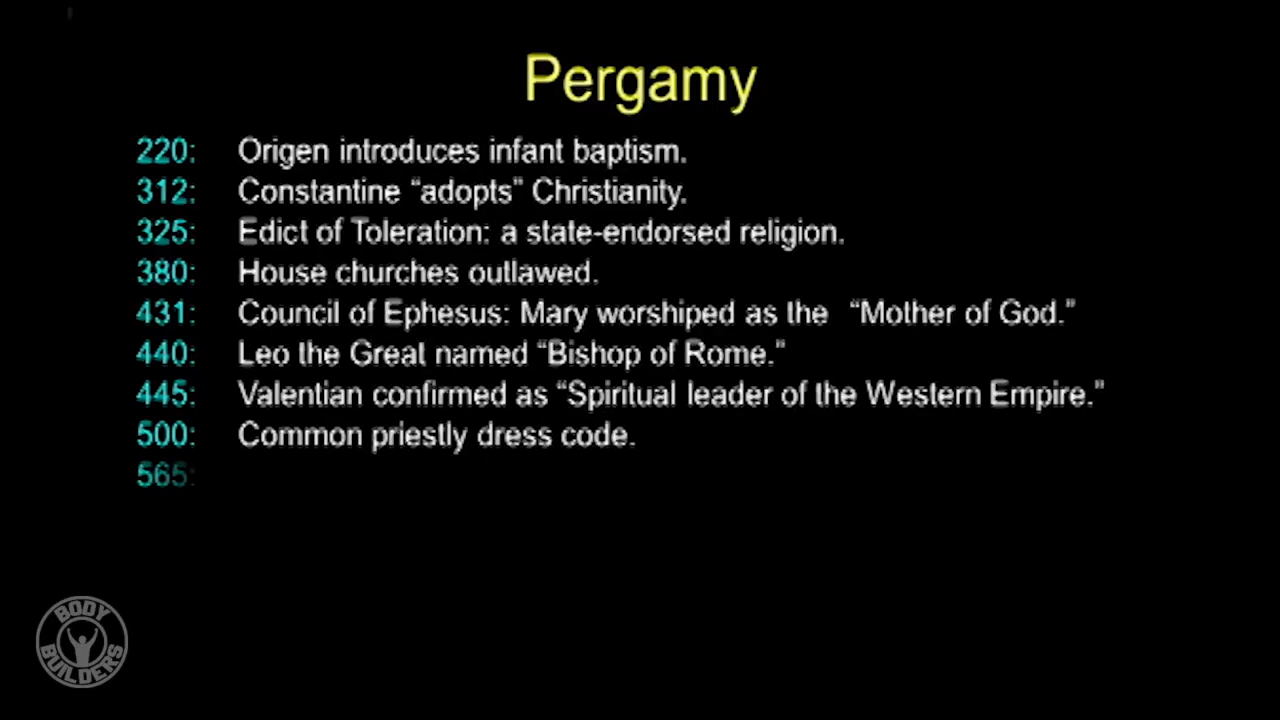 Pergamy
220: Origen introduces infant baptism.
312: Constantine “adopts” Christianity.
325: Edict of Toleration: a state-endorsed religion.
380: House churches outlawed.
431: Council of Ephesus: Mary worshiped as the “Mother of God.”
440: Leo the Great named “Bishop of Rome.”
445: Valentian confirmed as “Spiritual leader of the Western Empire.”
500: Common priestly dress code.
565:
BODY
BUILDERS